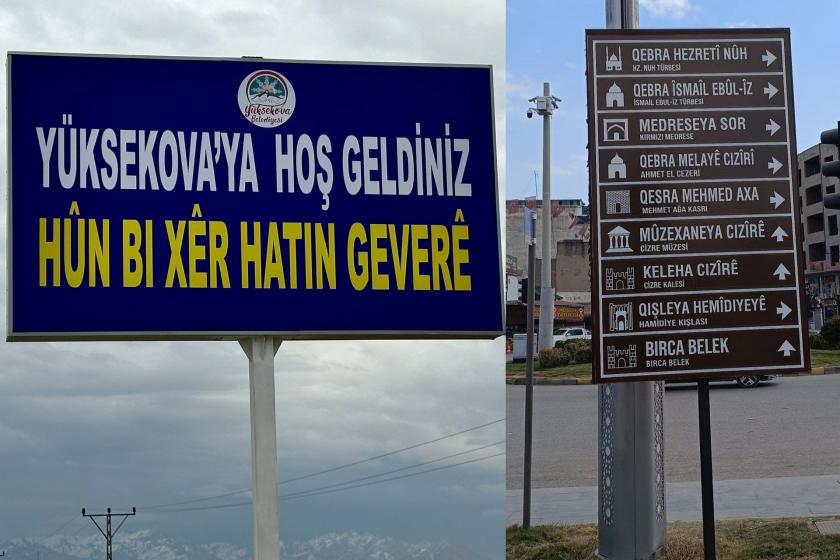 Yüksekova
Belediyesi
YÜKSEKOVA'YA HOŞ GELDİNİZ
HÛN BI XÊR HATIN GEVERÊ
QEBRA HEZRETÎ NÛH
HZ. NUH TÜRBESİ
QEBRA ÎSMAÎL EBÛL-ÎZ
İSMAİL EBUL-İZ TÜRBESİ
MEDRESEYA SOR
KIRMIZI MEDRESE
QEBRA MELAYÊ CIZÎRÎ
AHMET EL CEZERİ
QESRA MEHMED AXA
MEHMET AĞA KASRI
MÛZEXANEYA CIZÎRÊ
CİZRE MÜZESİ
KELEHA CIZÎRÊ
CİZRE KALESİ
QIŞLEYA HEMÎDIYEYÊ
HAMİDİYE KIŞLASI
BIRCA BELEK
BIRCA BELEK